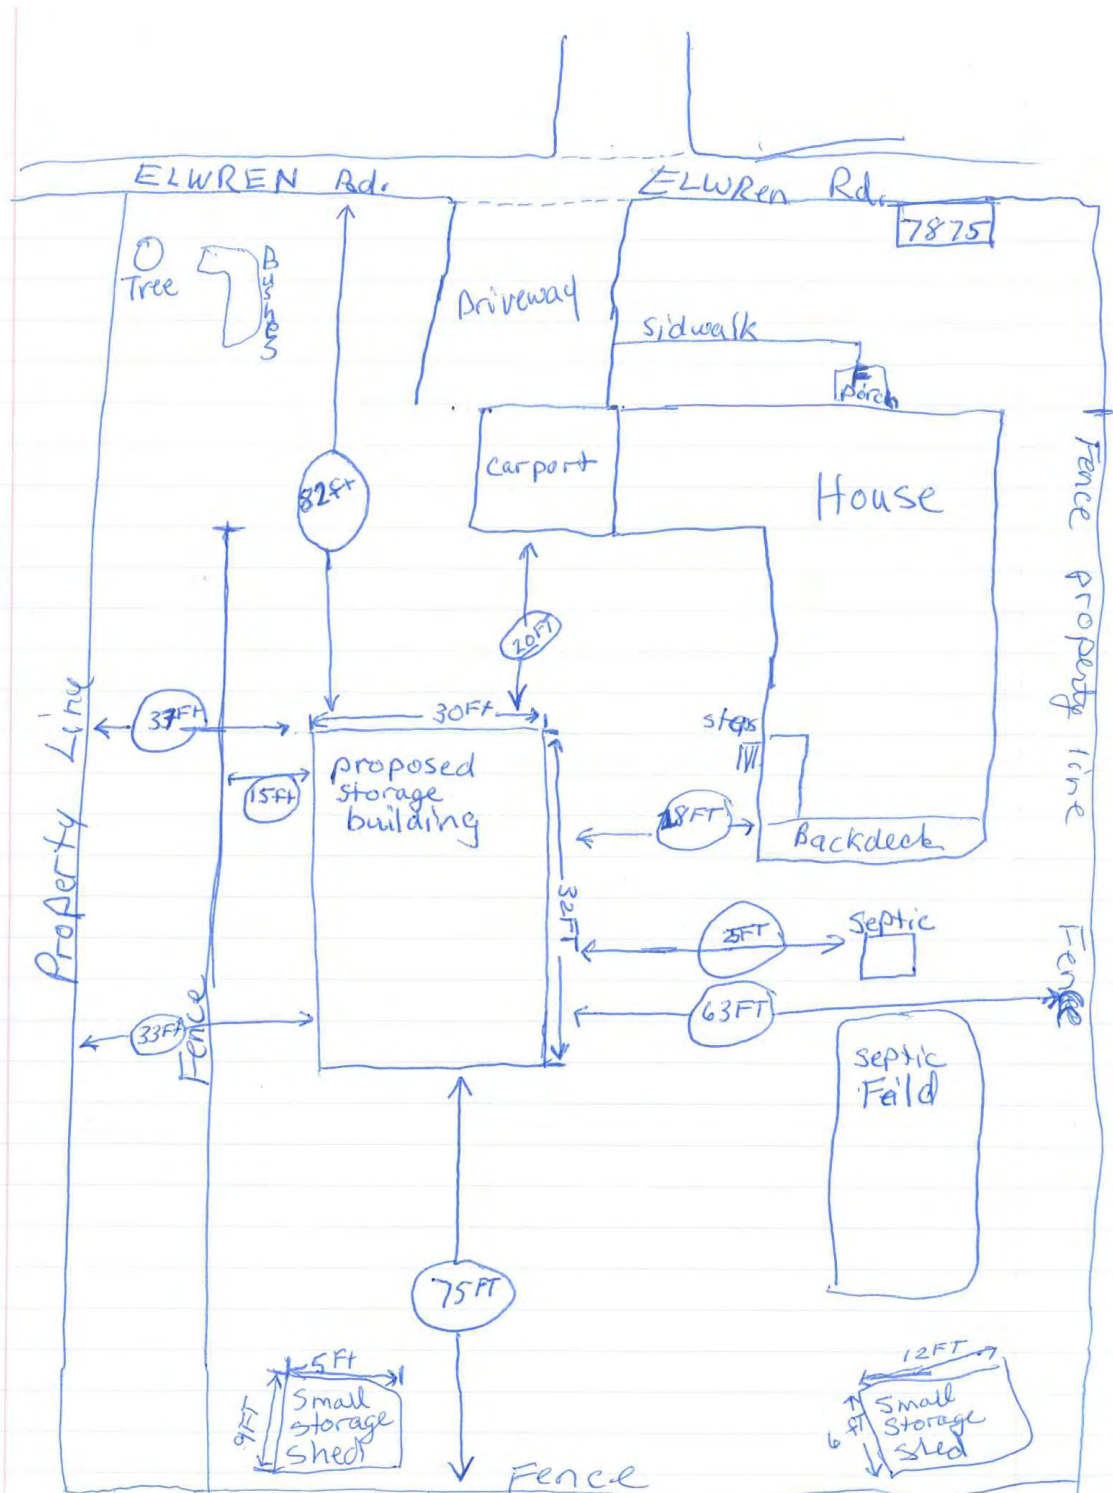 ELWREN Rd.
ELWRen Rd.
7875
Tree
Bushes
Driveway
sidwalk
porch
carport
House
Fence property line
82ft
20FT
37Ft
30Ft
steps
15ft
proposed
storage
building
18FT
Backdeck
Property Line
32FT
25FT
Septic
Fence
63FT
Fence
33Ft
septic
Feild
75FT
5Ft
9FT
Small
storage
shed
12FT
6 ft
Small
storage
shed
Fence